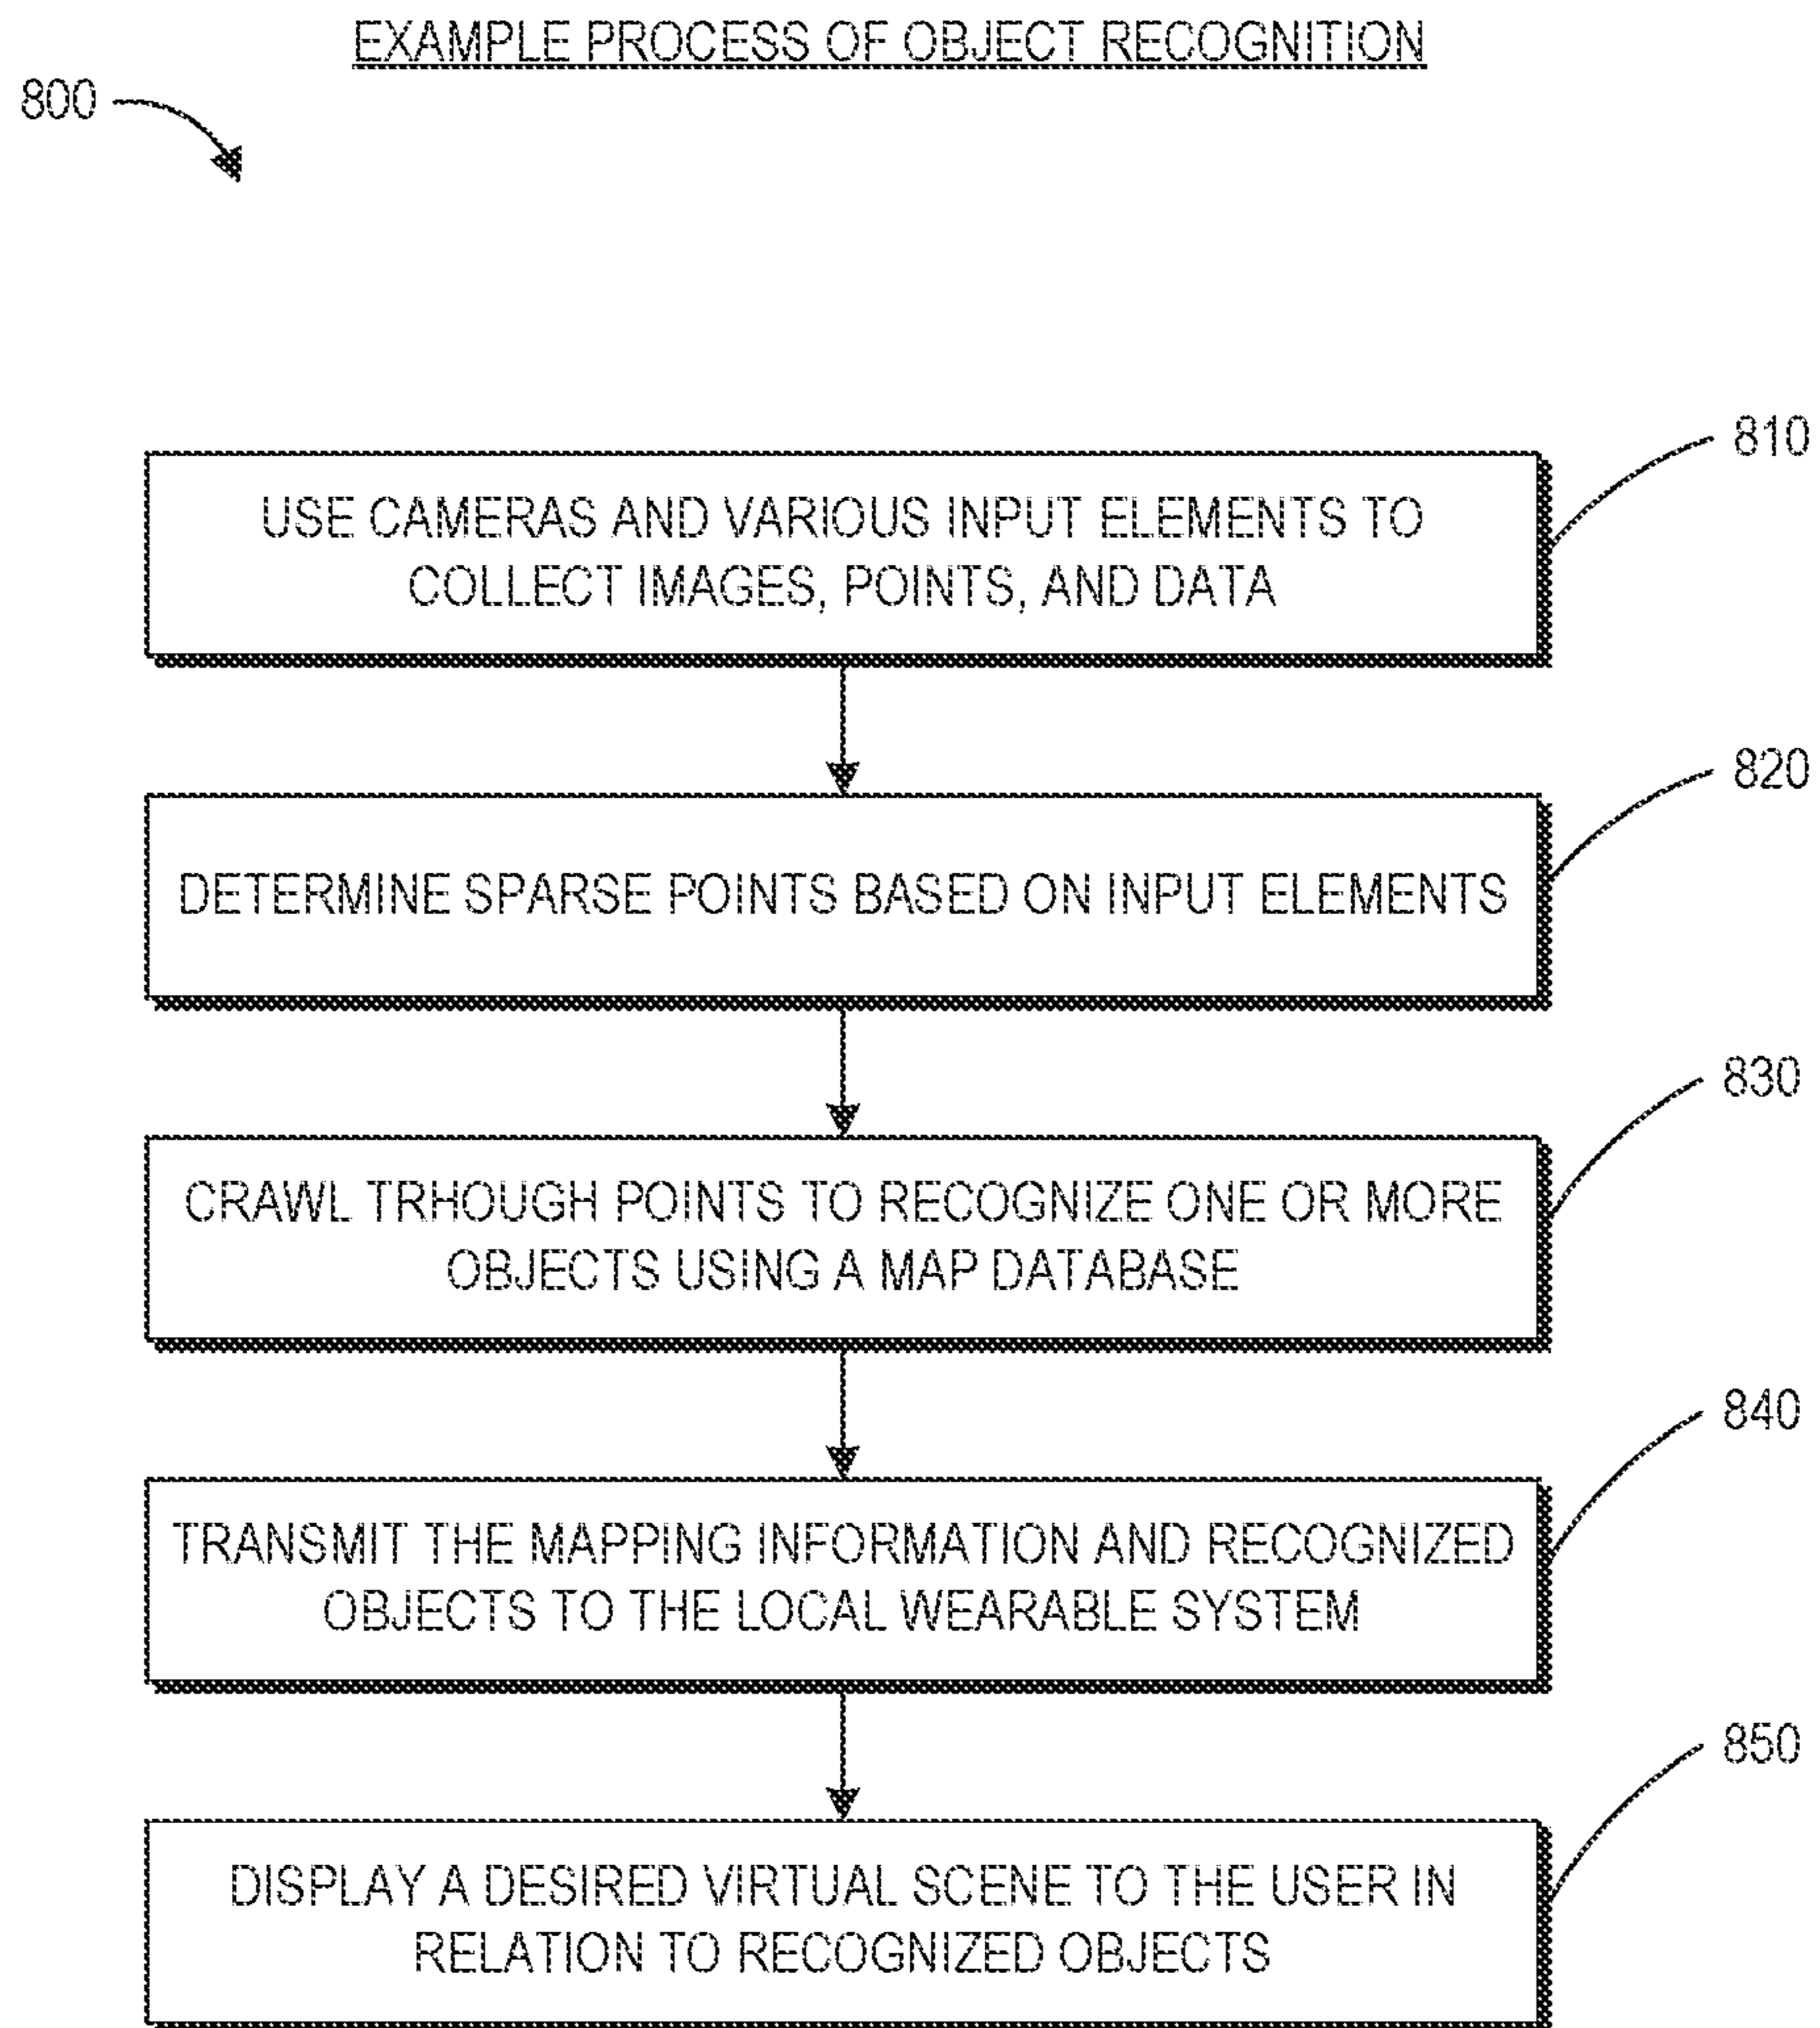 EXAMPLE PROCESS OF OBJECT RECOGNITION
800
810
USE CAMERAS AND VARIOUS INPUT ELEMENTS TO
COLLECT IMAGES, POINTS, AND DATA
820
DETERMINE SPARSE POINTS BASED ON INPUT ELEMENTS
830
CRAWL TRHOUGH POINTS TO RECOGNIZE ONE OR MORE
OBJECTS USING A MAP DATABASE
840
TRANSMIT THE MAPPING INFORMATION AND RECOGNIZED
OBJECTS TO THE LOCAL WEARABLE SYSTEM
850
DISPLAY A DESIRED VIRTUAL SCENE TO THE USER IN
RELATION TO RECOGNIZED OBJECTS